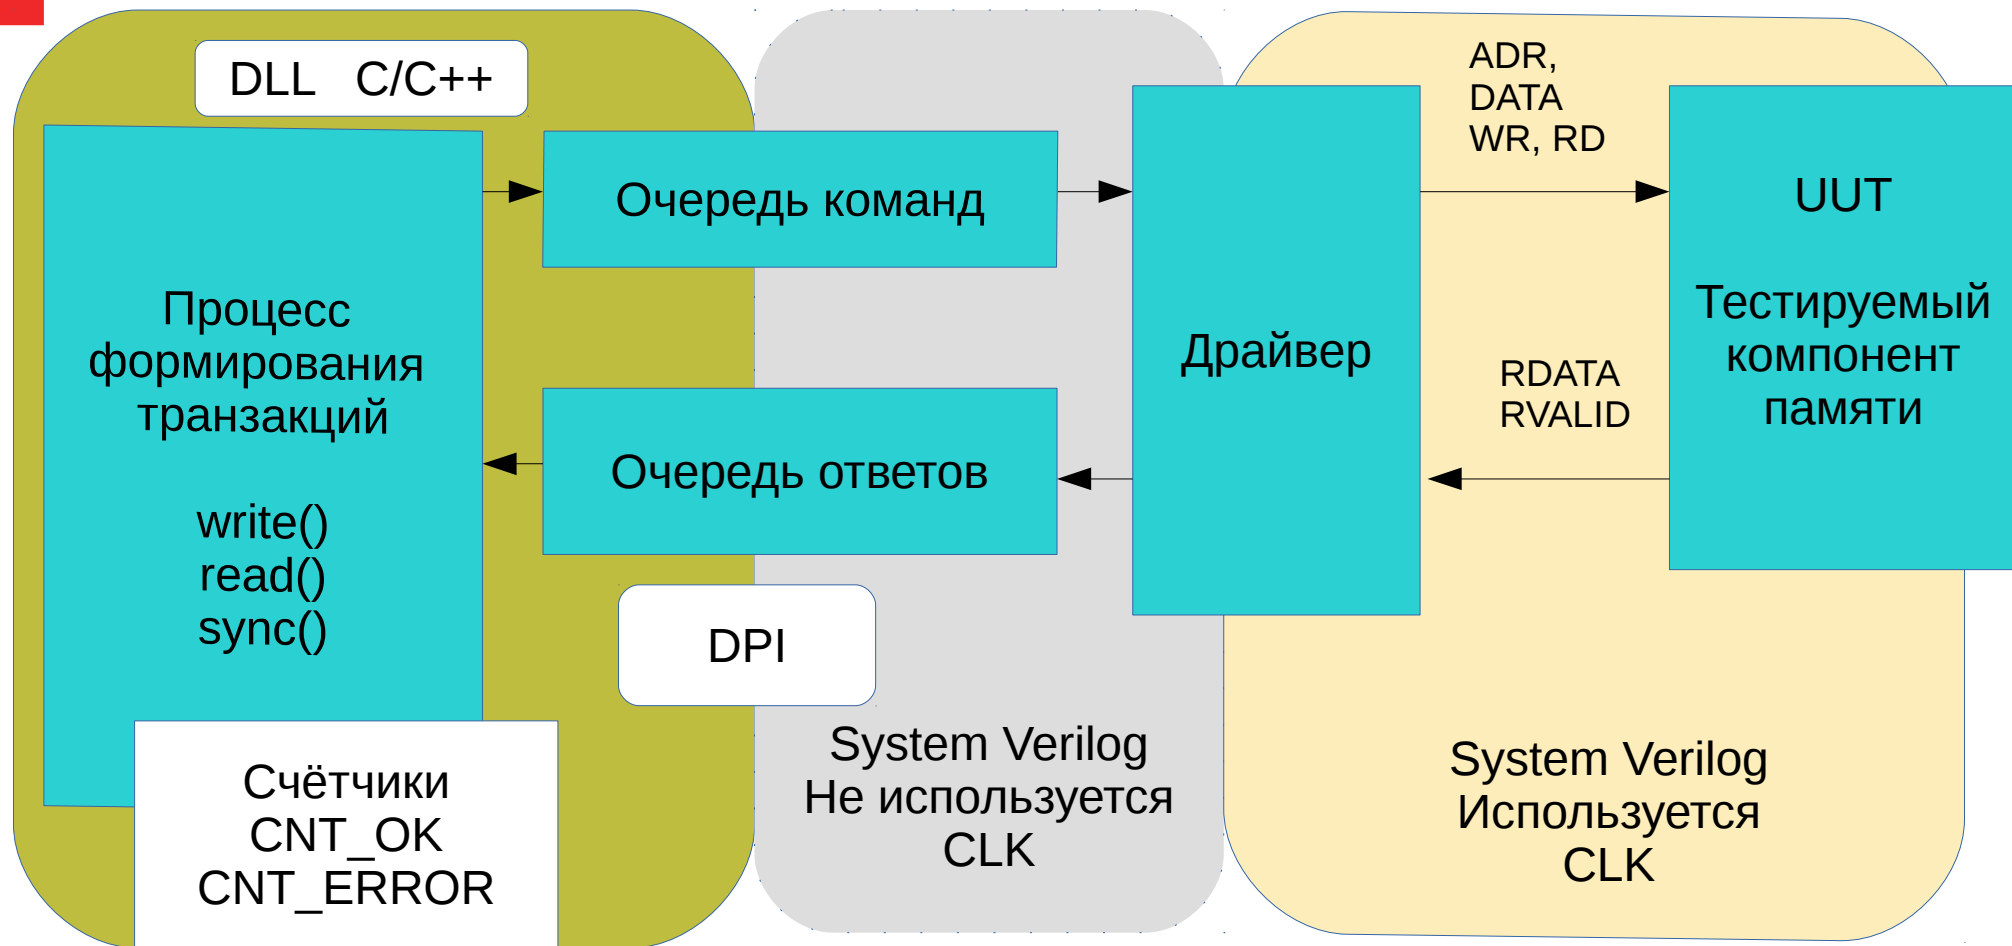 DLL   C/C++
Процесс
формирования
транзакций
write()
read()
sync()
Счётчики
CNT_OK
CNT_ERROR
Очередь команд
Очередь ответов
DPI
System Verilog
Не используется
CLK
Драйвер
ADR,
DATA
WR, RD
RDATA
RVALID
UUT
Тестируемый
компонент
памяти
System Verilog
Используется
CLK